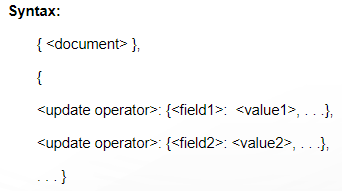 Syntax:
{ <document> },
{
<update operator>: {<field1>: <value1>, . . .},
<update operator>: {<field2>: <value2>, . . .},
. . . }